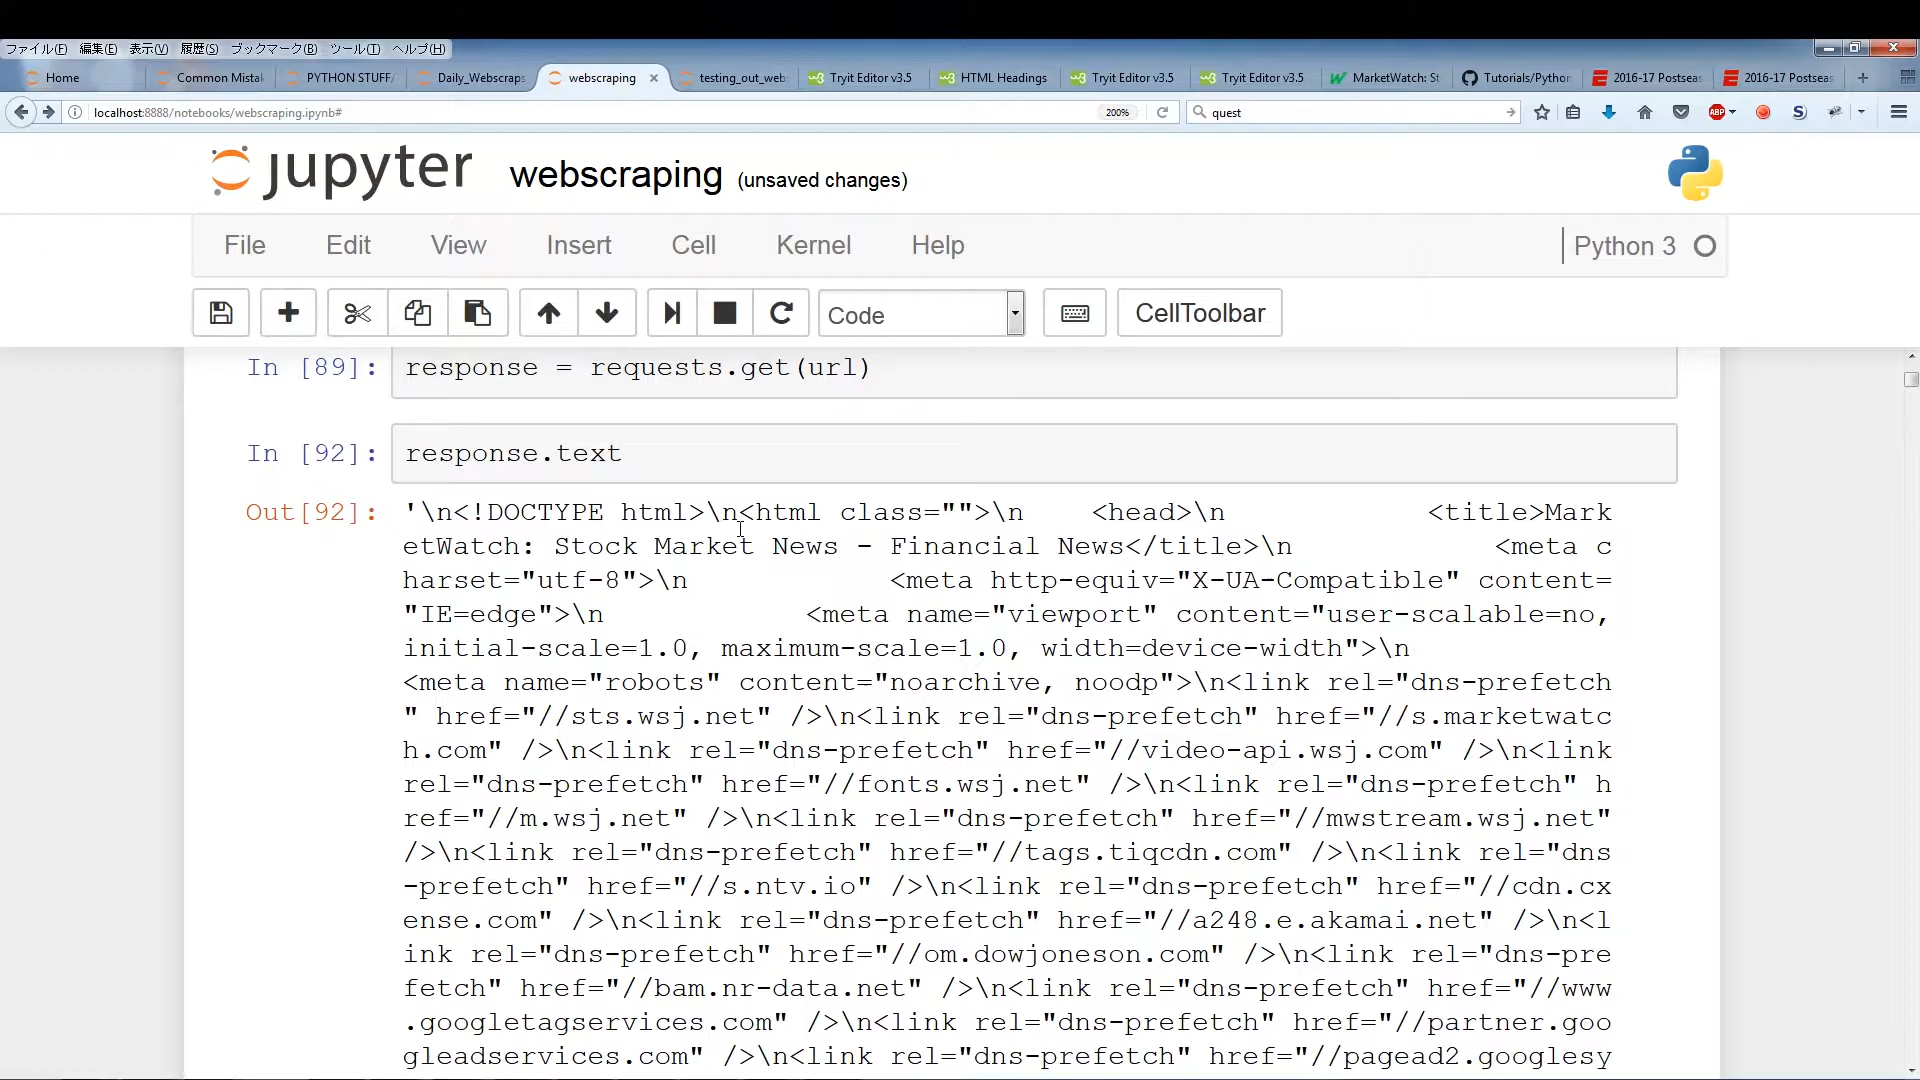 ファイル(F) 編集(E) 表示(V) 履歴(S) ブックマーク(B) ツール(T) ヘルプ(H)
Home Common Mistak PYTHON STUFF/ Daily_Webscraps webscraping testing_out_web Tryit Editor v3.5 HTML Headings Tryit Editor v3.5 Tryit Editor v3.5 MarketWatch: St Tutorials/Python 2016-17 Postseas 2016-17 Postseas
localhost:8888/notebooks/webscraping.ipynb# 200% quest ABP S
jupyter webscraping (unsaved changes)
File Edit View Insert Cell Kernel Help Python 3
Code CellToolbar
In [89]: response = requests.get(url)
In [92]: response.text
Out[92]: '\n<!DOCTYPE html>\n<html class="">\n    <head>\n            <title>Mark
etWatch: Stock Market News - Financial News</title>\n            <meta c
harset="utf-8">\n            <meta http-equiv="X-UA-Compatible" content=
"IE=edge">\n            <meta name="viewport" content="user-scalable=no,
initial-scale=1.0, maximum-scale=1.0, width=device-width">\n
<meta name="robots" content="noarchive, noodp">\n<link rel="dns-prefetch
" href="//sts.wsj.net" />\n<link rel="dns-prefetch" href="//s.marketwatc
h.com" />\n<link rel="dns-prefetch" href="//video-api.wsj.com" />\n<link
rel="dns-prefetch" href="//fonts.wsj.net" />\n<link rel="dns-prefetch" h
ref="//m.wsj.net" />\n<link rel="dns-prefetch" href="//mwstream.wsj.net"
/>\n<link rel="dns-prefetch" href="//tags.tiqcdn.com" />\n<link rel="dns
-prefetch" href="//s.ntv.io" />\n<link rel="dns-prefetch" href="//cdn.cx
ense.com" />\n<link rel="dns-prefetch" href="//a248.e.akamai.net" />\n<l
ink rel="dns-prefetch" href="//om.dowjoneson.com" />\n<link rel="dns-pre
fetch" href="//bam.nr-data.net" />\n<link rel="dns-prefetch" href="//www
.googletagservices.com" />\n<link rel="dns-prefetch" href="//partner.goo
gleadservices.com" />\n<link rel="dns-prefetch" href="//pagead2.googlesy